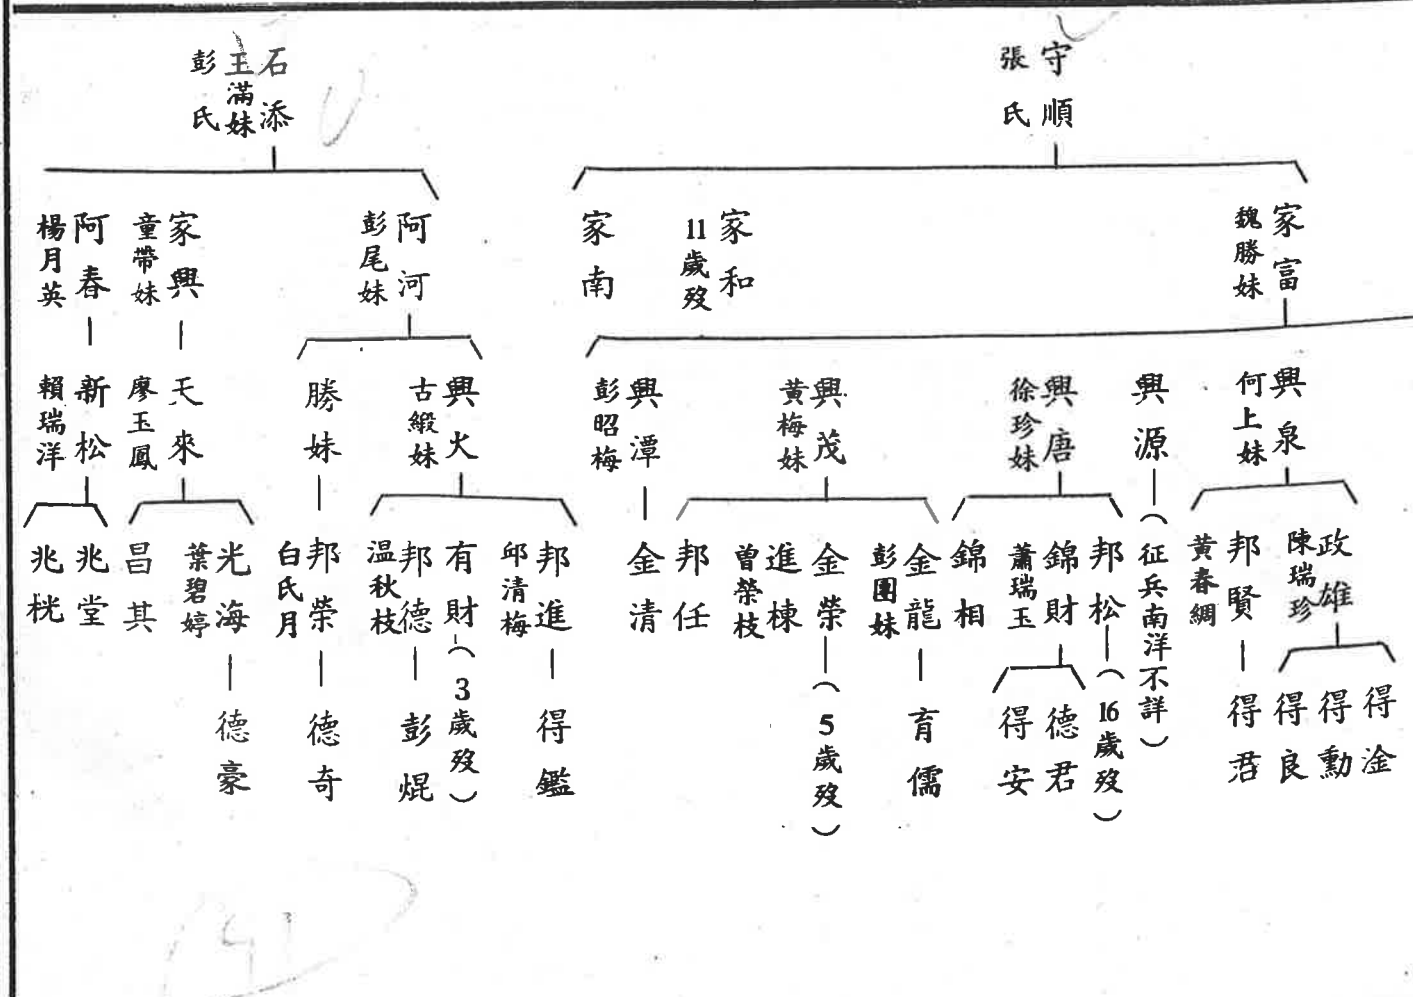 守順
張氏
石添
王滿妹
彭氏
家富
魏勝妹
家和
11歲歿
家南
阿河
彭尾妹
家興
童帶妹
阿春
楊月英
興泉
何上妹
興源
(征兵南洋不詳)
興唐
徐珍妹
興茂
黃梅妹
興潭
彭昭梅
興火
古緞妹
勝妹
天來
廖玉鳳
新松
賴瑞洋
政雄
陳瑞珍
邦賢
黃春綢
邦松
(16歲歿)
錦財
蕭瑞玉
錦相
金龍
彭團妹
金榮
(5歲歿)
進棟
曾榮枝
邦任
金清
邦進
邱清梅
有財
(3歲歿)
邦德
温秋枝
邦榮
白氏月
光海
葉碧婷
昌其
兆堂
兆桄
得淦
得勳
得良
得君
德君
得安
育儒
得鑑
彭焜
德奇
德豪